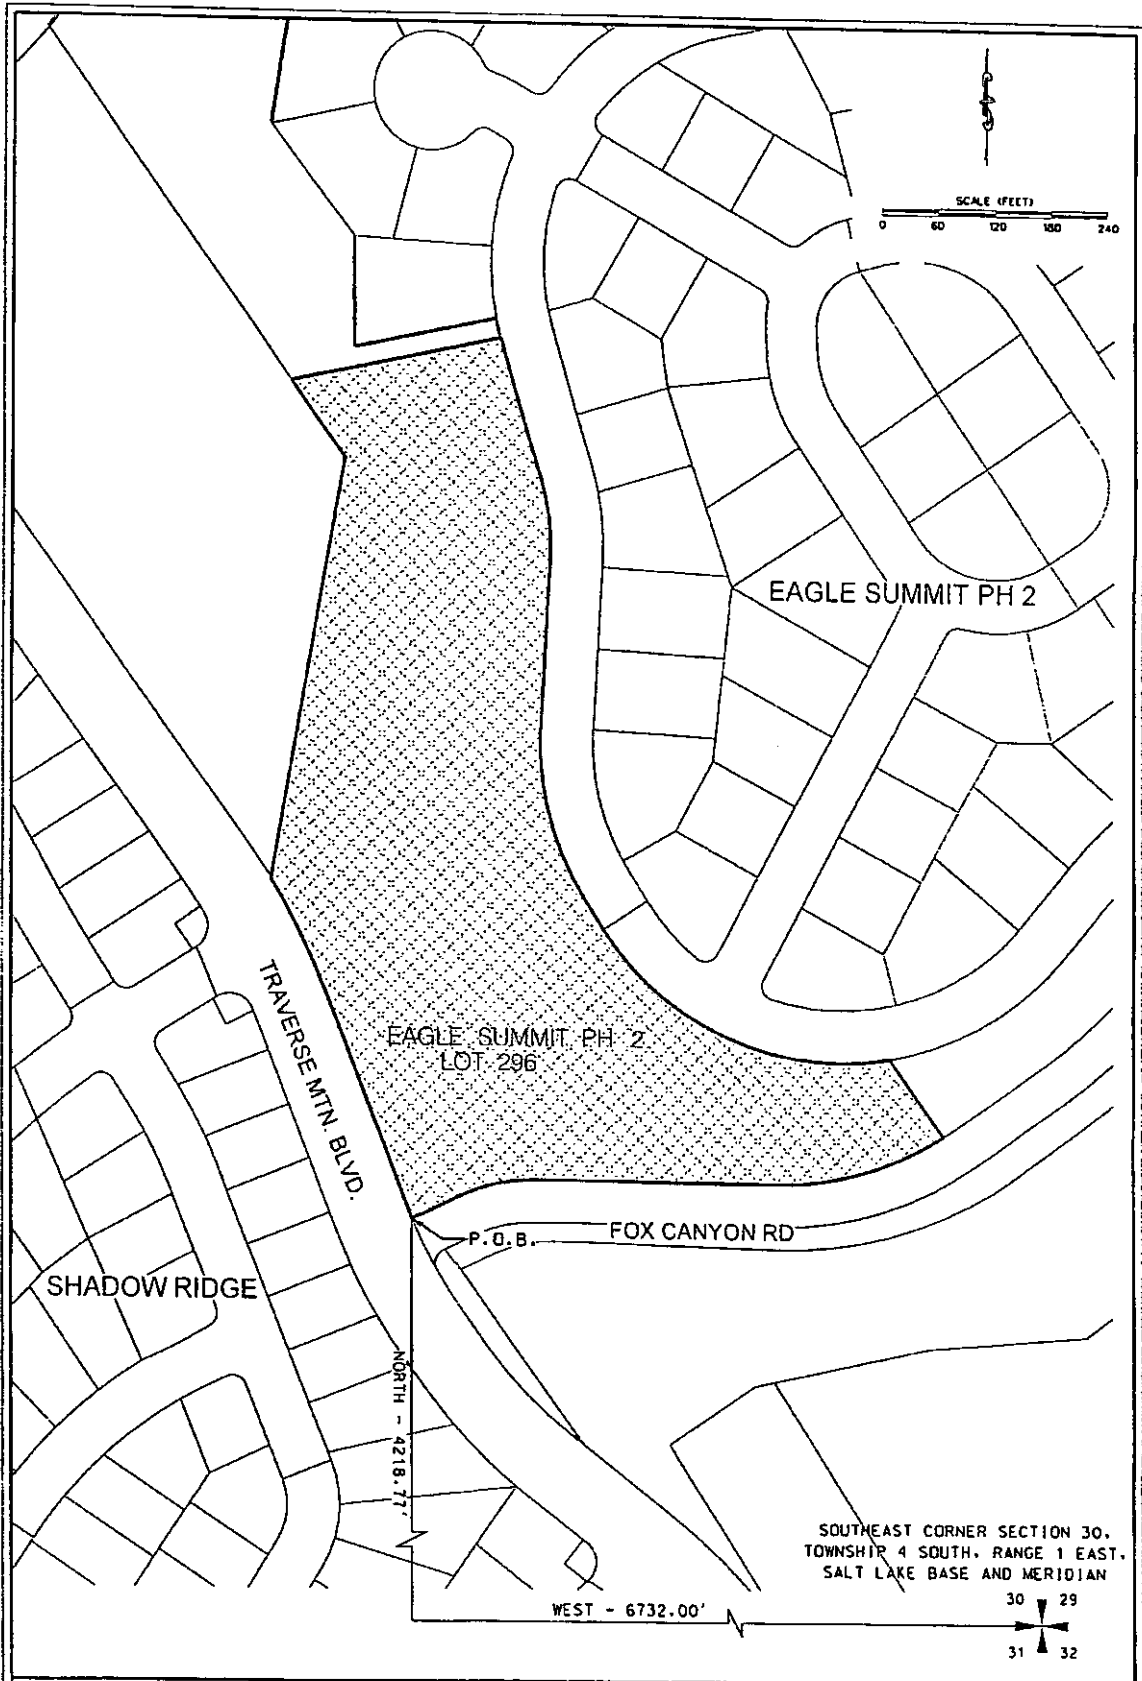 SCALE (FEET)
0 60 120 180 240
EAGLE SUMMIT PH 2
TRAVERSE MTN. BLVD.
EAGLE SUMMIT PH 2
LOT 296
P.O.B.
FOX CANYON RD
SHADOW RIDGE
NORTH - 4218.77'
SOUTHEAST CORNER SECTION 30,
TOWNSHIP 4 SOUTH, RANGE 1 EAST,
SALT LAKE BASE AND MERIDIAN
WEST - 6732.00'
30 29
31 32